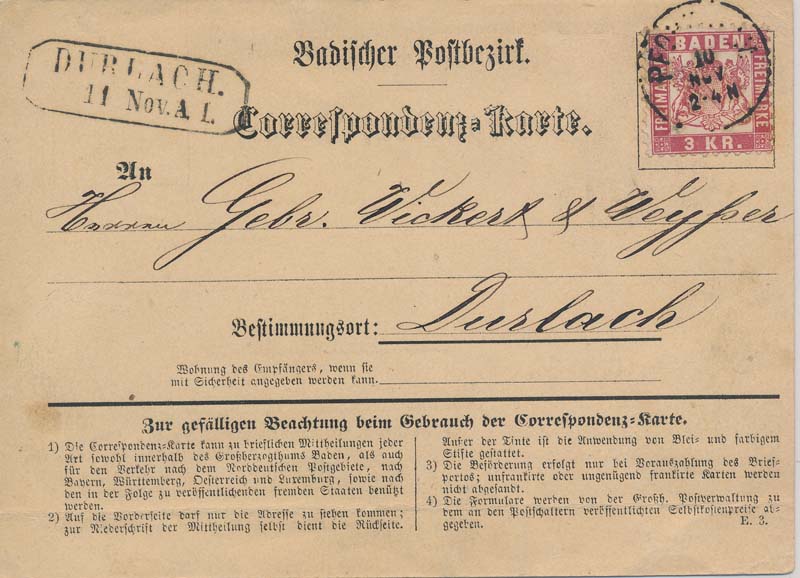 Badischer Postbezirk.
DURLACH.
11 Nov. A 1.
BADEN
FREIMARKE
3 KR.
10
NOV
2-4 N
Correspondenz-Karte.
An
Herren Gebr. Wickert & Weyßer
Bestimmungsort: Durlach
Wohnung des Empfängers, wenn sie
mit Sicherheit angegeben werden kann.
Zur gefälligen Beachtung beim Gebrauch der Correspondenz-Karte.
1) Die Correspondenz-Karte kann zu brieflichen Mittheilungen jeder
Art sowohl innerhalb des Großherzogthums Baden, als auch
für den Verkehr nach dem Norddeutschen Postgebiete, nach
Bayern, Württemberg, Oesterreich und Luxemburg, sowie nach
den in der Folge zu veröffentlichenden fremden Staaten benützt
werden.
2) Auf die Vorderseite darf nur die Adresse zu stehen kommen;
zur Niederschrift der Mittheilung selbst dient die Rückseite.
Außer der Tinte ist die Anwendung von Blei- und farbigem
Stifte gestattet.
3) Die Beförderung erfolgt nur bei Vorauszahlung des Brief-
portos; unfrankirte oder ungenügend frankirte Karten werden
nicht abgesandt.
4) Die Formulare werden von der Großh. Postverwaltung zu
dem an den Postschaltern veröffentlichten Selbstkostenpreise ab-
gegeben.
E. 3.